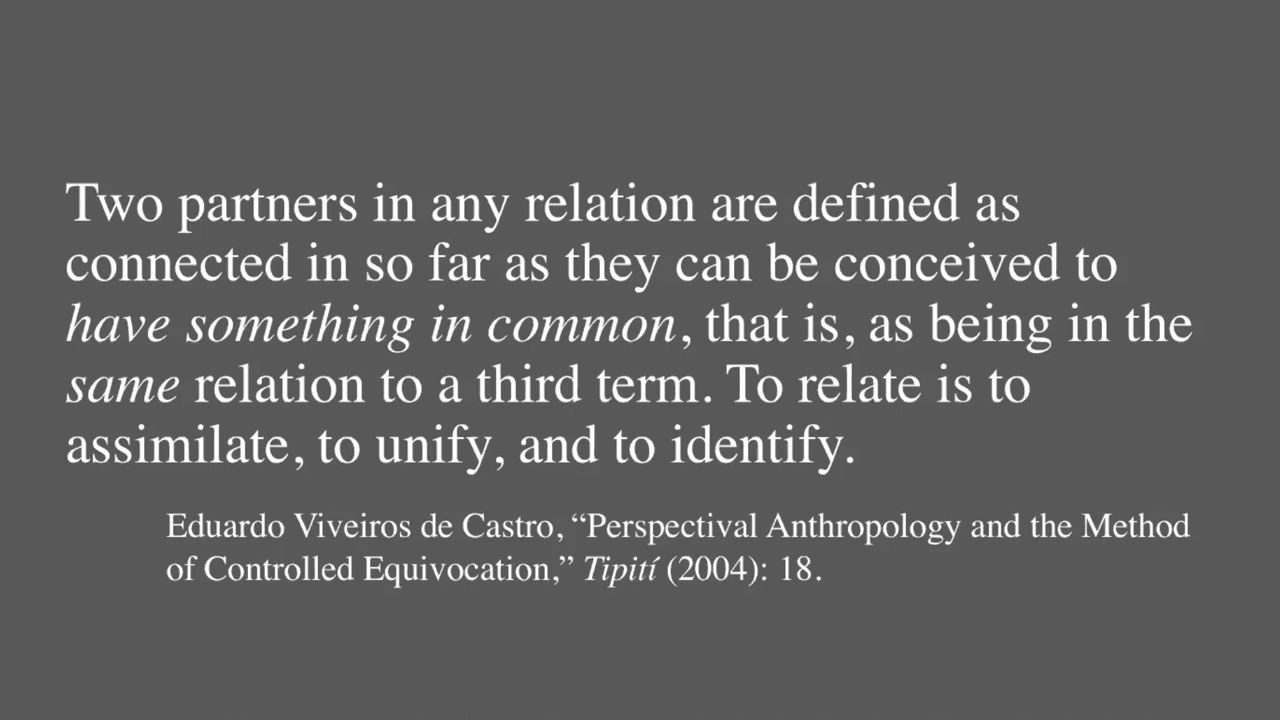 Two partners in any relation are defined as
connected in so far as they can be conceived to
have something in common, that is, as being in the
same relation to a third term. To relate is to
assimilate, to unify, and to identify.
Eduardo Viveiros de Castro, “Perspectival Anthropology and the Method
of Controlled Equivocation,” Tipití (2004): 18.